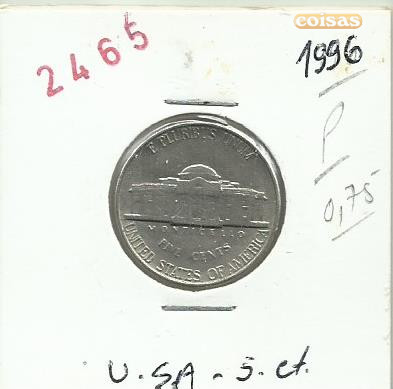 coisas
2465
1996
P
0,75
E PLURIBUS UNUM
MONTICELLO
FIVE CENTS
UNITED STATES OF AMERICA
U.SA - 5. ct.